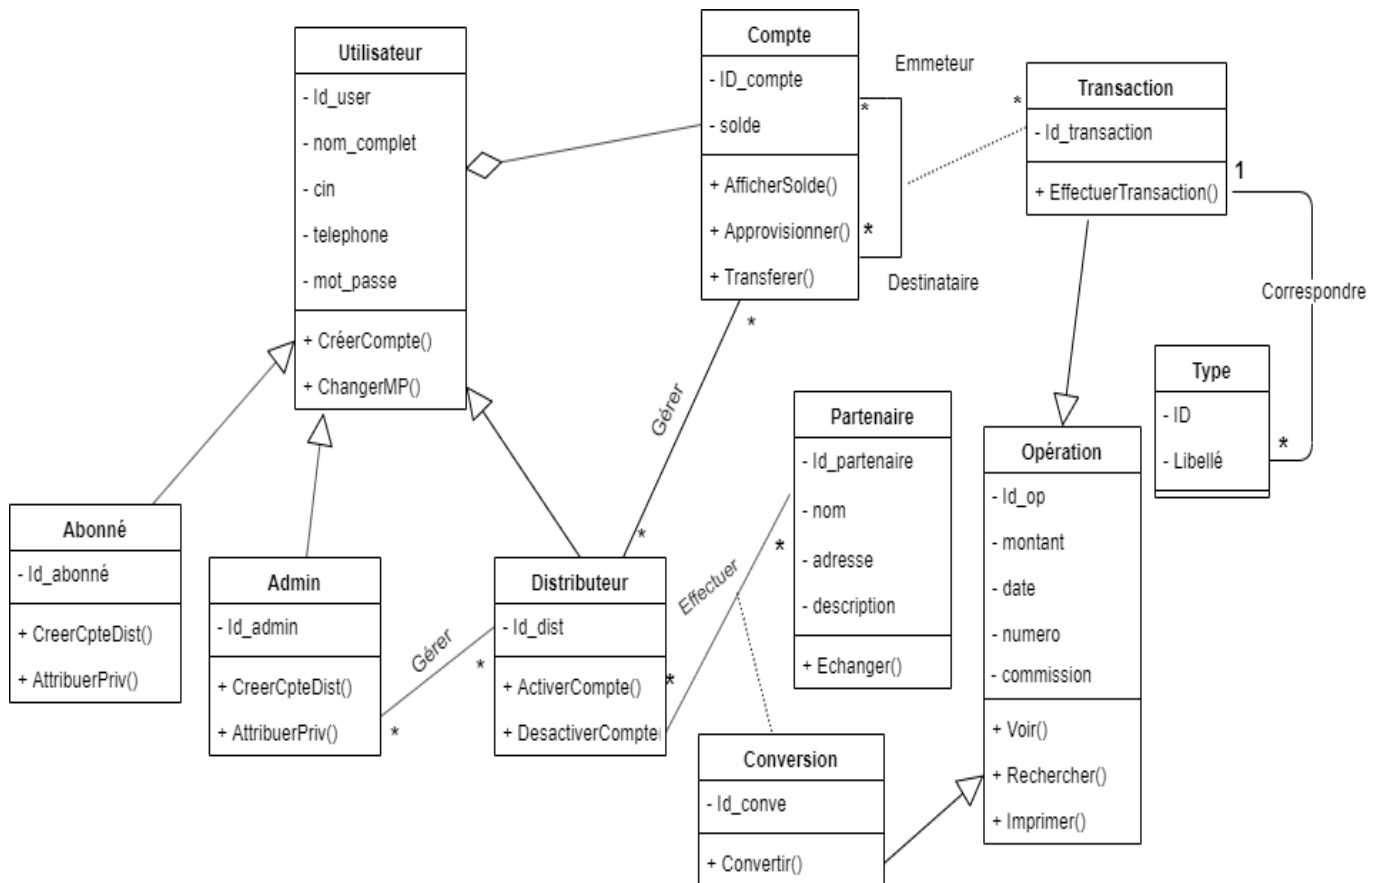 Utilisateur
- Id_user
- nom_complet
- cin
- telephone
- mot_passe
+ CréerCompte()
+ ChangerMP()
Compte
- ID_compte
- solde
+ AfficherSolde()
+ Approvisionner()
+ Transferer()
Emmeteur
*
*
Destinataire
*
Transaction
- Id_transaction
+ EffectuerTransaction()
1
Correspondre
*
Type
- ID
- Libellé
Gérer
*
*
Partenaire
- Id_partenaire
- nom
- adresse
- description
+ Echanger()
Opération
- Id_op
- montant
- date
- numero
- commission
+ Voir()
+ Rechercher()
+ Imprimer()
Abonné
- Id_abonné
+ CreerCpteDist()
+ AttribuerPriv()
Admin
- Id_admin
+ CreerCpteDist()
+ AttribuerPriv()
Gérer
*
*
Distributeur
- Id_dist
+ ActiverCompte()
+ DesactiverCompte(
Effectuer
*
*
Conversion
- Id_conve
+ Convertir()